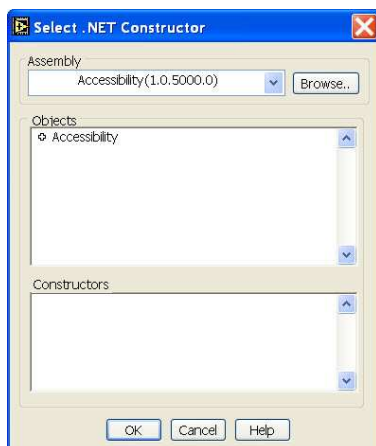 Select .NET Constructor
Assembly
Accessibility(1.0.5000.0)
Browse..
Objects
Accessibility
Constructors
OK Cancel Help